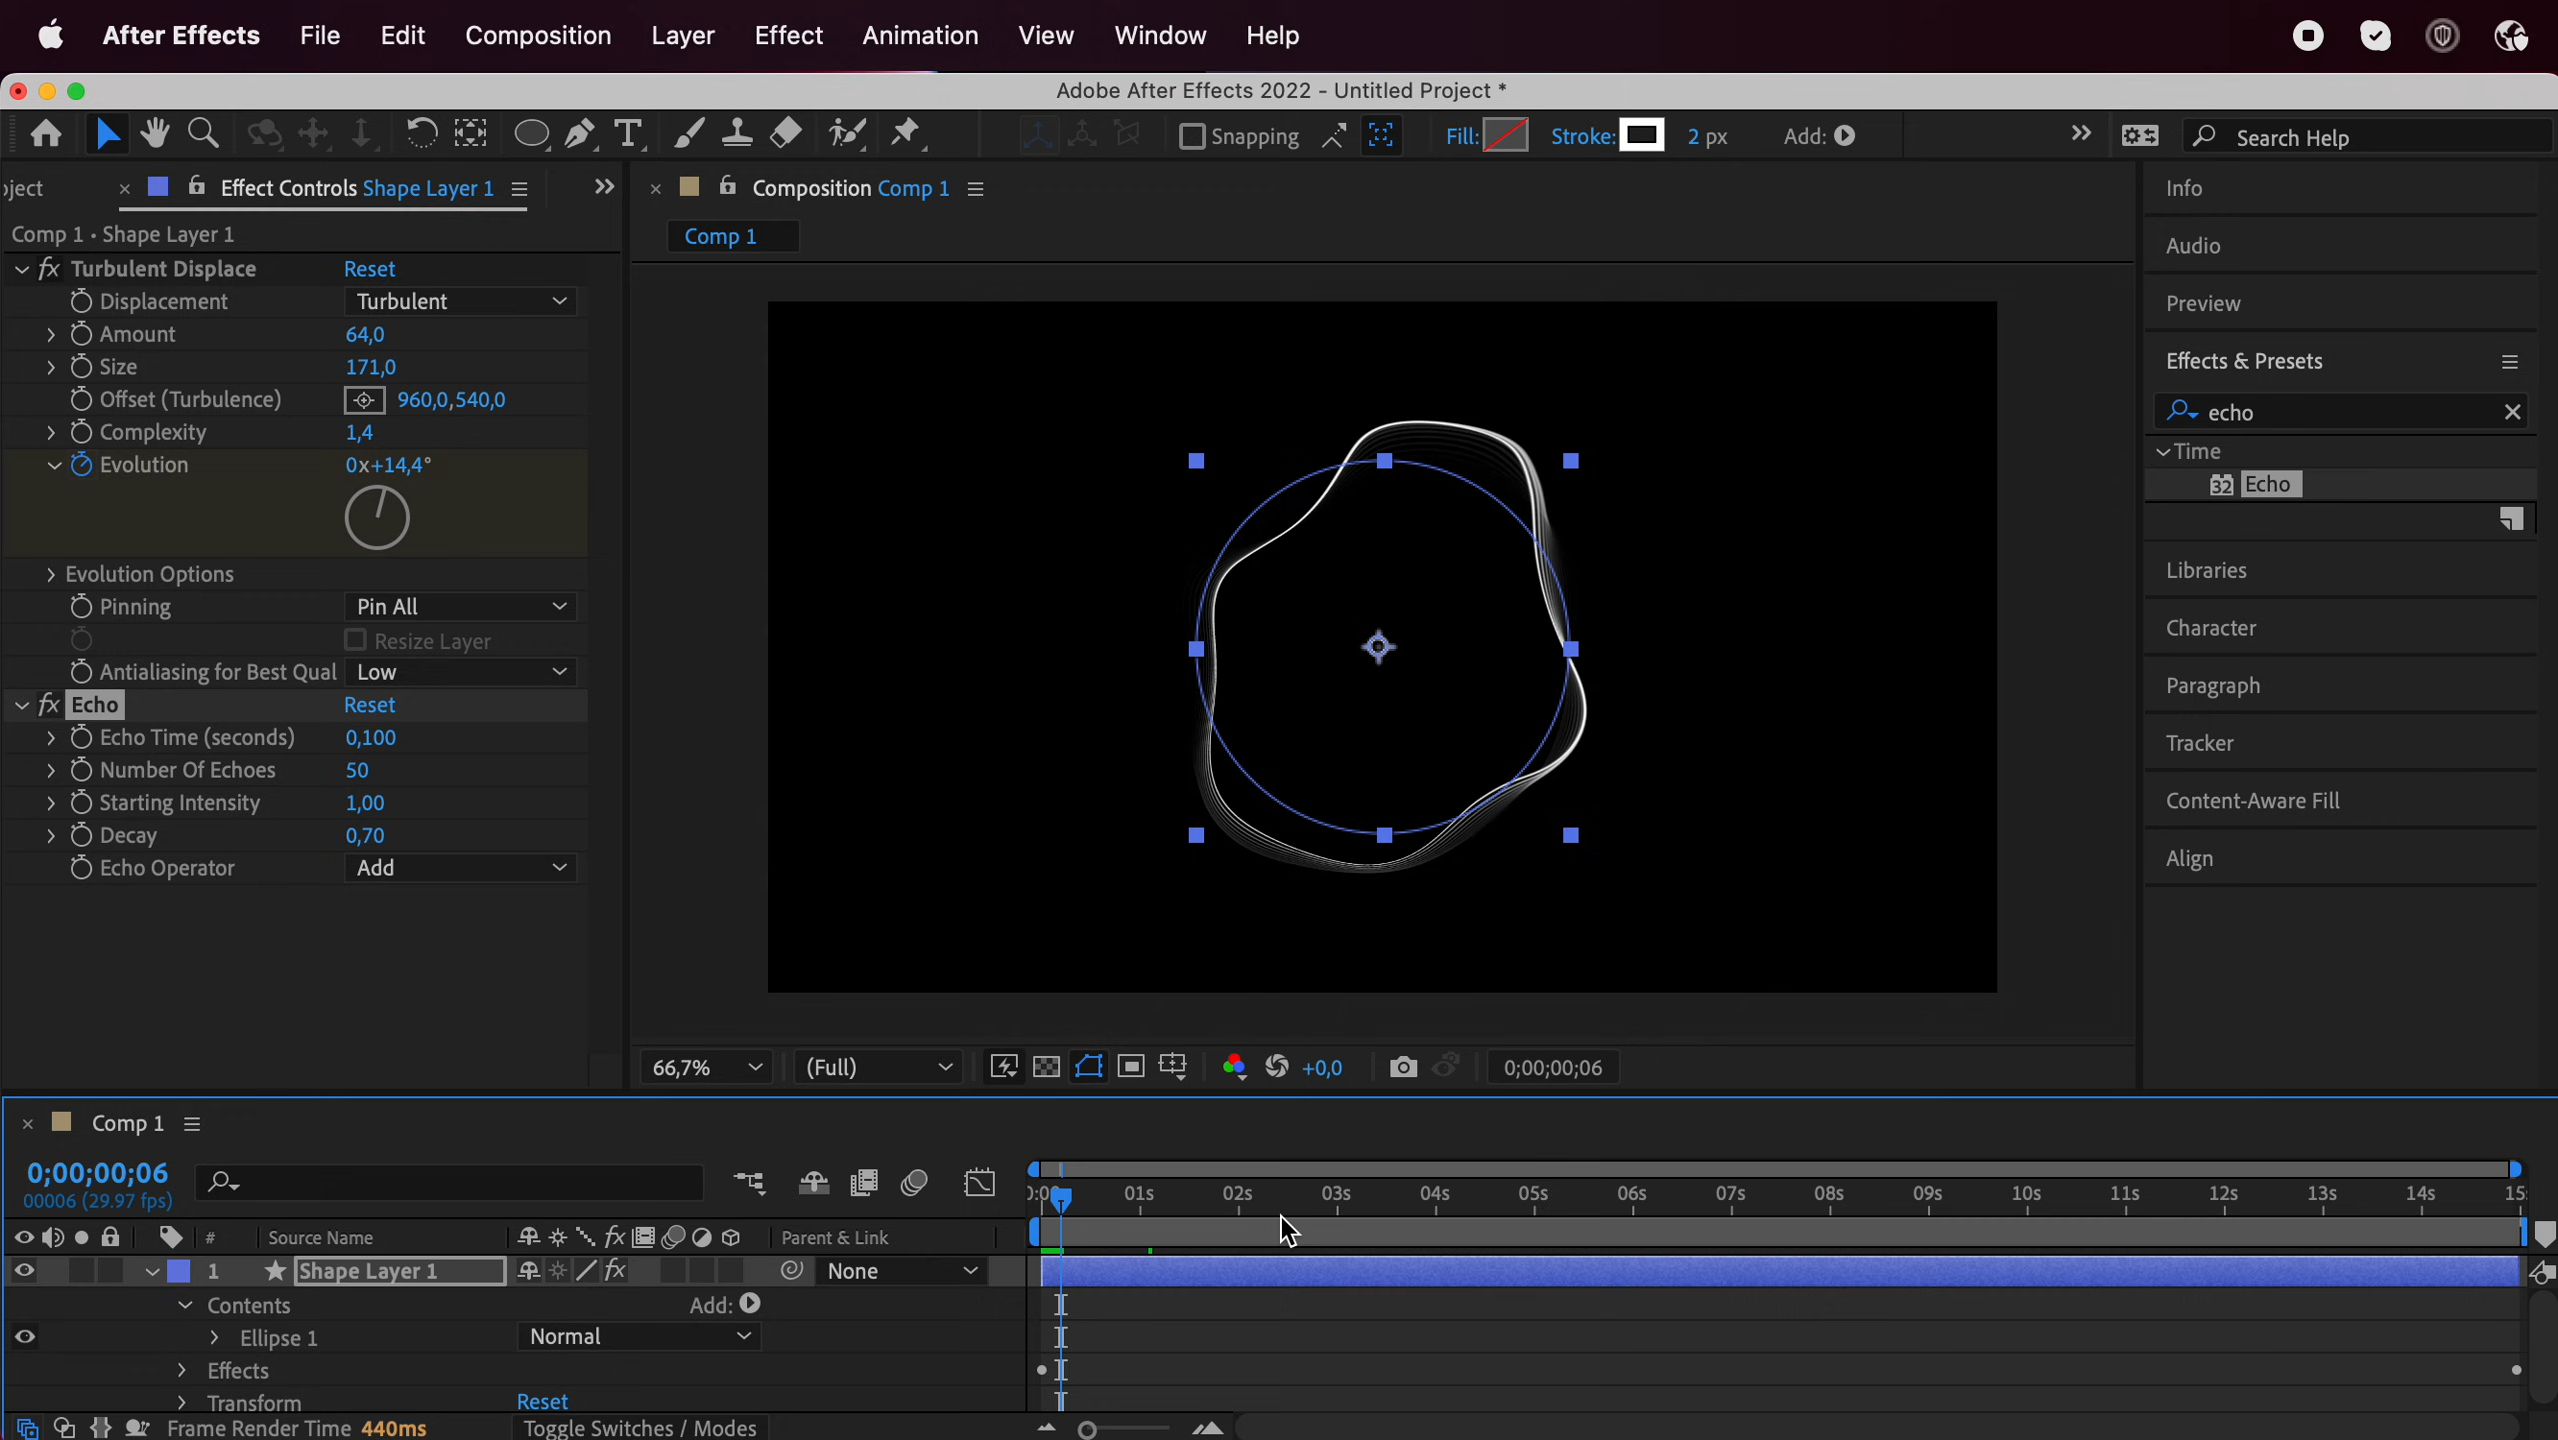 After Effects File Edit Composition Layer Effect Animation View Window Help
Adobe After Effects 2022 - Untitled Project *
Snapping Fill: Stroke: 2 px Add: Search Help
oject × Effect Controls Shape Layer 1
× Composition Comp 1
Comp 1
Comp 1 • Shape Layer 1
fx Turbulent Displace Reset
Displacement Turbulent
Amount 64,0
Size 171,0
Offset (Turbulence) 960,0,540,0
Complexity 1,4
Evolution 0x+14,4°
Evolution Options
Pinning Pin All
Resize Layer
Antialiasing for Best Qual Low
fx Echo Reset
Echo Time (seconds) 0,100
Number Of Echoes 50
Starting Intensity 1,00
Decay 0,70
Echo Operator Add
66,7% (Full) +0,0 0;00;00;06
Info
Audio
Preview
Effects & Presets
echo
Time
32 Echo
Libraries
Character
Paragraph
Tracker
Content-Aware Fill
Align
× Comp 1
0;00;00;06
00006 (29.97 fps)
01s 02s 03s 04s 05s 06s 07s 08s 09s 10s 11s 12s 13s 14s
# Source Name fx Parent & Link
1 Shape Layer 1 fx None
Contents Add:
Ellipse 1 Normal
Effects
Transform Reset
Frame Render Time 440ms Toggle Switches / Modes